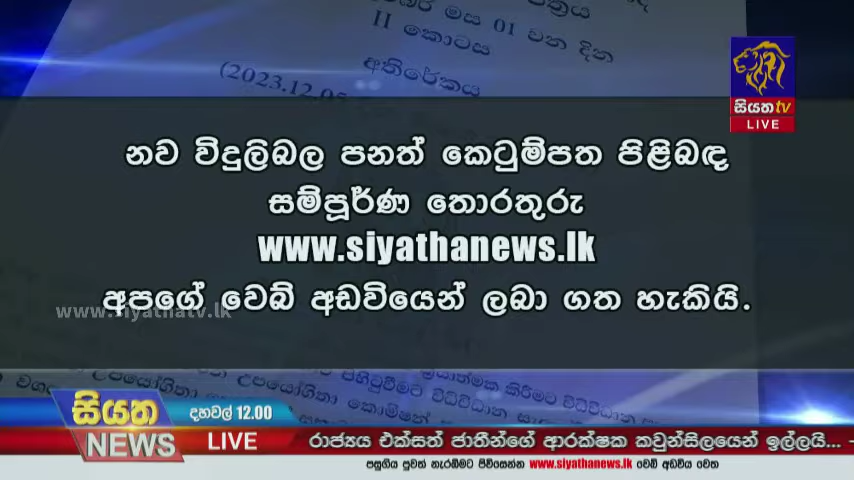 මස 01 වන දින
II කොටස
අතිරේකය
(2023.12.05
සියත tv
LIVE
නව විදුලිබල පනත් කෙටුම්පත පිළිබඳ
සම්පූර්ණ තොරතුරු
www.siyathanews.lk
අපගේ වෙබ් අඩවියෙන් ලබා ගත හැකියි.
www.siyathatv.lk
සියත
NEWS
දහවල් 12.00
LIVE
රාජ්‍යය එක්සත් ජාතීන්ගේ ආරක්ෂක කවුන්සිලයෙන් ඉල්ලයි... -
පසුගිය පුවත් නැරඹීමට පිවිසෙන්න www.siyathanews.lk වෙබ් අඩවිය වෙත